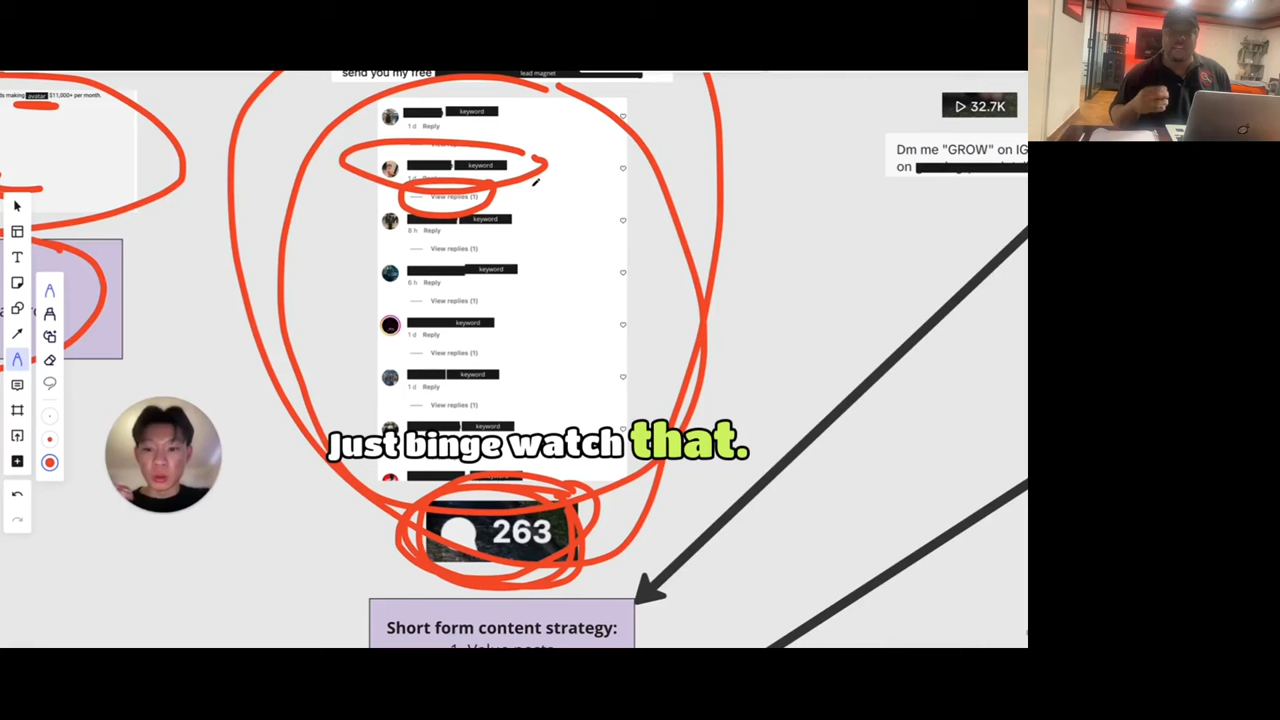 send you my free
lead magnet
ds making avatar $11,000+ per month.
keyword
1 d Reply
32.7K
keyword
Dm me "GROW" on IG
on
View replies (1)
keyword
8 h Reply
View replies (1)
keyword
6 h Reply
View replies (1)
keyword
1 d Reply
View replies (1)
keyword
1 d Reply
View replies (1)
keyword
Just binge watch that.
263
Short form content strategy: